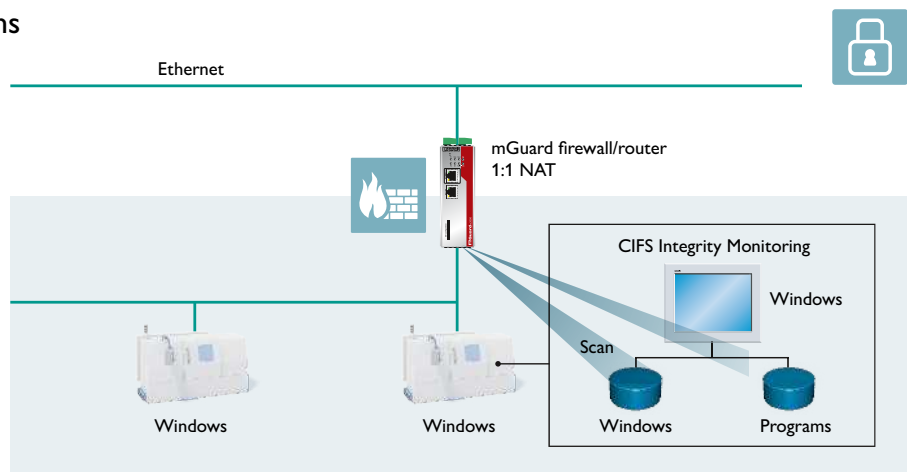 ns
Ethernet
mGuard firewall/router
1:1 NAT
CIFS Integrity Monitoring
Windows
Scan
Windows
Windows
Windows
Programs